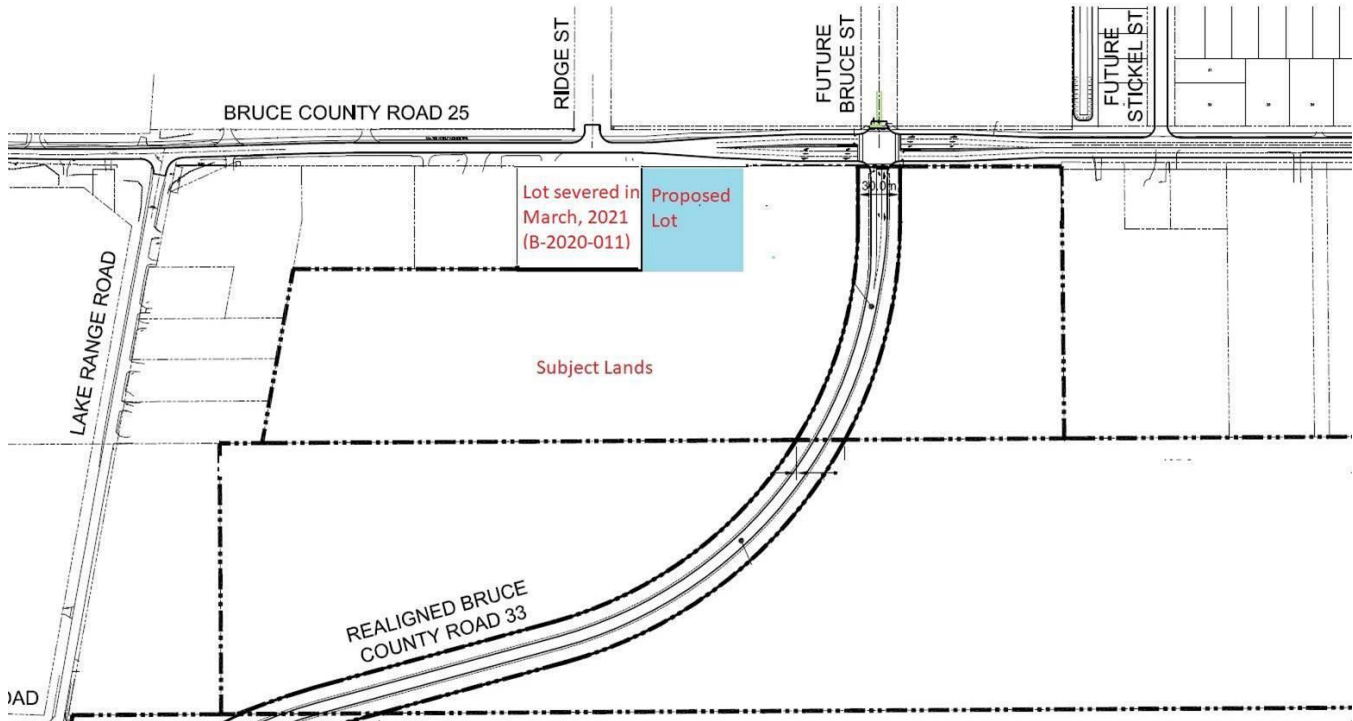 RIDGE ST
FUTURE
BRUCE ST
FUTURE
STICKEL ST
BRUCE COUNTY ROAD 25
Lot severed in
March, 2021
(B-2020-011)
Proposed
Lot
30.0m
LAKE RANGE ROAD
Subject Lands
REALIGNED BRUCE
COUNTY ROAD 33
OAD